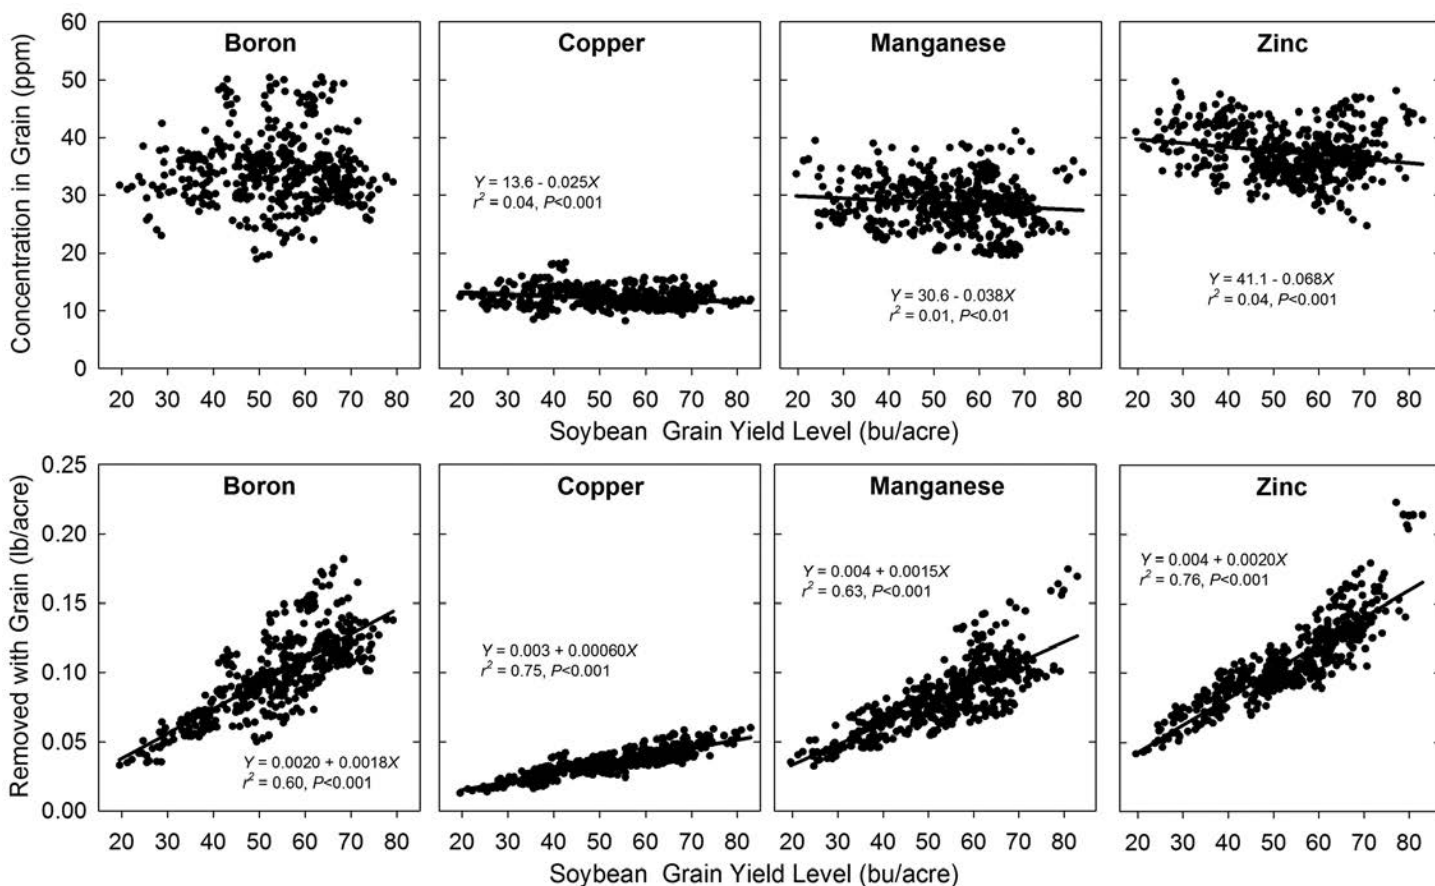 Boron
Copper
Manganese
Zinc
Concentration in Grain (ppm)
60
50
40
30
20
10
0
Y = 13.6 - 0.025X
r² = 0.04, P<0.001
Y = 30.6 - 0.038X
r² = 0.01, P<0.01
Y = 41.1 - 0.068X
r² = 0.04, P<0.001
20 30 40 50 60 70 80
20 30 40 50 60 70 80
20 30 40 50 60 70 80
20 30 40 50 60 70 80
Soybean Grain Yield Level (bu/acre)
Boron
Copper
Manganese
Zinc
Removed with Grain (lb/acre)
0.25
0.20
0.15
0.10
0.05
0.00
Y = 0.0020 + 0.0018X
r² = 0.60, P<0.001
Y = 0.003 + 0.00060X
r² = 0.75, P<0.001
Y = 0.004 + 0.0015X
r² = 0.63, P<0.001
Y = 0.004 + 0.0020X
r² = 0.76, P<0.001
20 30 40 50 60 70 80
20 30 40 50 60 70 80
20 30 40 50 60 70 80
20 30 40 50 60 70 80
Soybean Grain Yield Level (bu/acre)